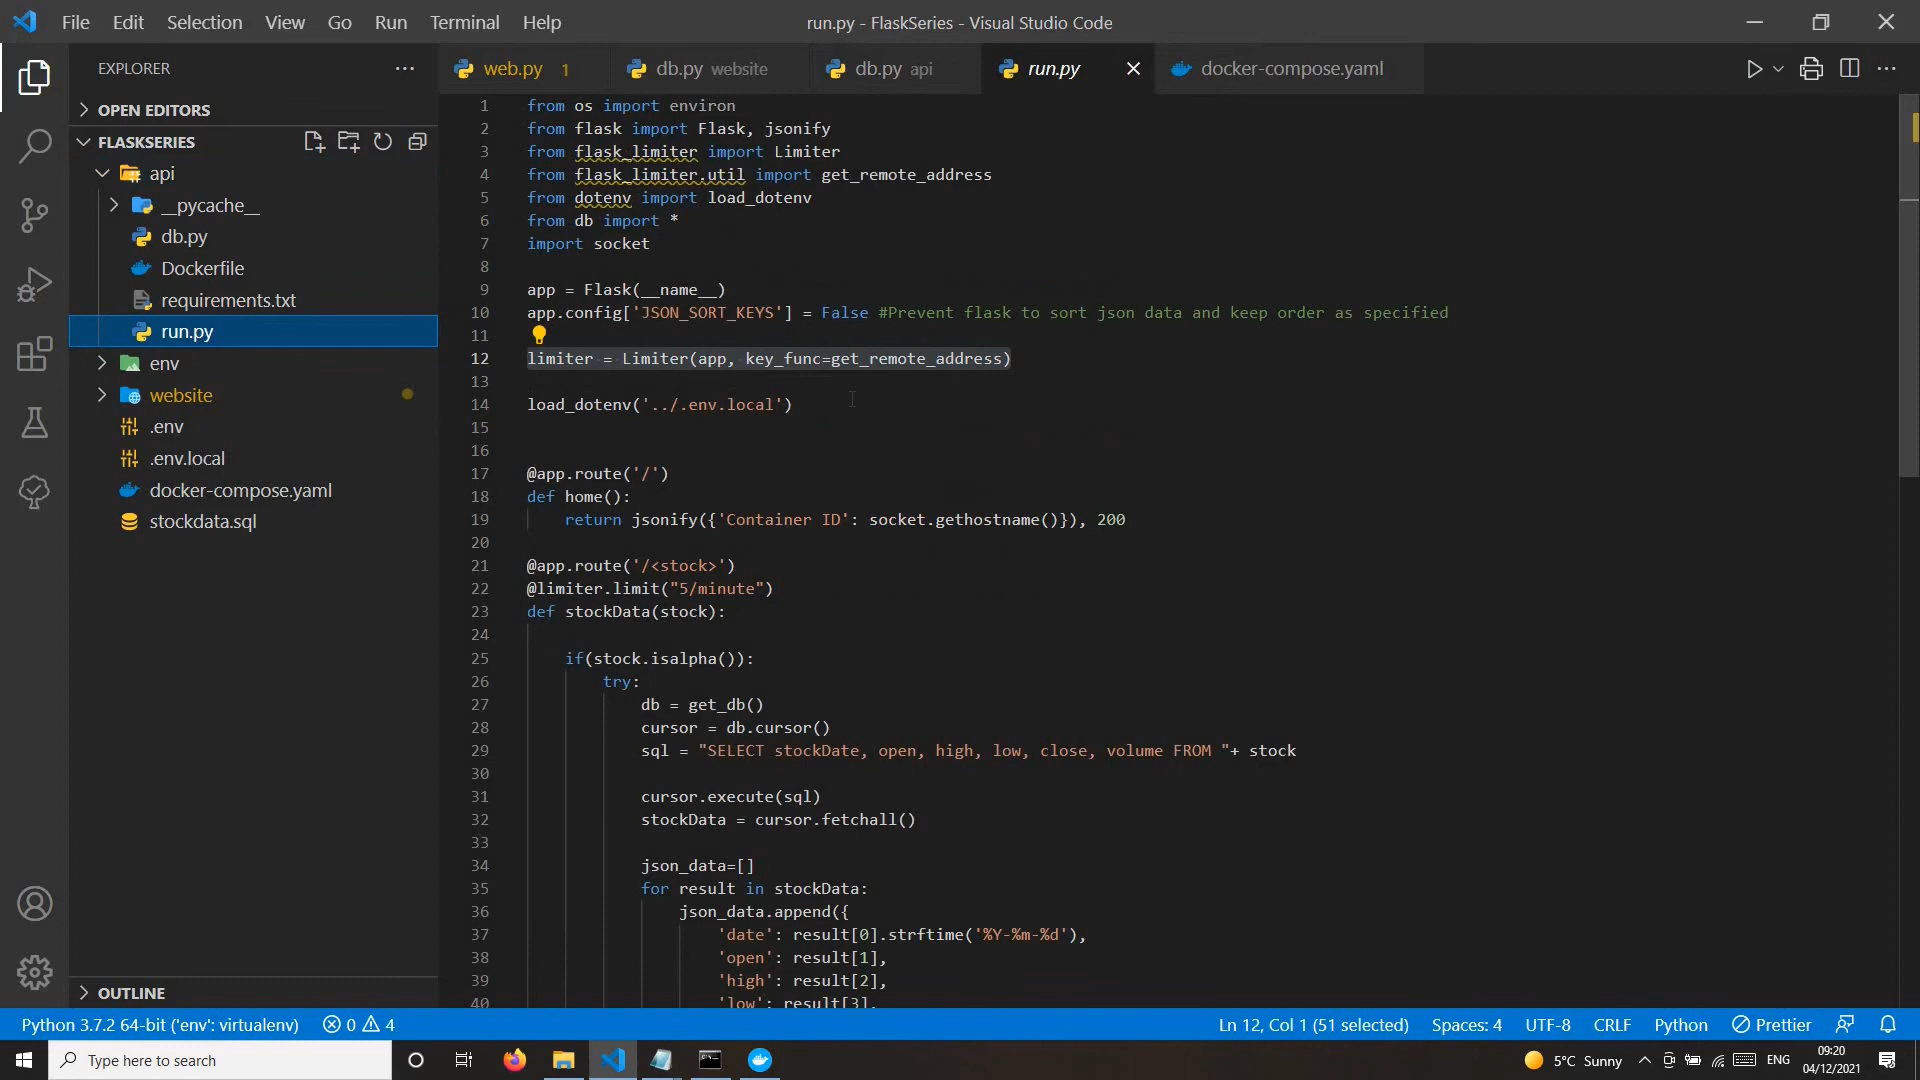 File Edit Selection View Go Run Terminal Help
run.py - FlaskSeries - Visual Studio Code
EXPLORER
OPEN EDITORS
FLASKSERIES
api
__pycache__
db.py
Dockerfile
requirements.txt
run.py
env
website
.env
.env.local
docker-compose.yaml
stockdata.sql
OUTLINE
web.py 1
db.py website
db.py api
run.py
docker-compose.yaml
1 from os import environ
2 from flask import Flask, jsonify
3 from flask_limiter import Limiter
4 from flask_limiter.util import get_remote_address
5 from dotenv import load_dotenv
6 from db import *
7 import socket
8
9 app = Flask(__name__)
10 app.config['JSON_SORT_KEYS'] = False #Prevent flask to sort json data and keep order as specified
11
12 limiter = Limiter(app, key_func=get_remote_address)
13
14 load_dotenv('../.env.local')
15
16
17 @app.route('/')
18 def home():
19 return jsonify({'Container ID': socket.gethostname()}), 200
20
21 @app.route('/<stock>')
22 @limiter.limit("5/minute")
23 def stockData(stock):
24
25 if(stock.isalpha()):
26 try:
27 db = get_db()
28 cursor = db.cursor()
29 sql = "SELECT stockDate, open, high, low, close, volume FROM "+ stock
30
31 cursor.execute(sql)
32 stockData = cursor.fetchall()
33
34 json_data=[]
35 for result in stockData:
36 json_data.append({
37 'date': result[0].strftime('%Y-%m-%d'),
38 'open': result[1],
39 'high': result[2],
40 'low': result[3],
Python 3.7.2 64-bit ('env': virtualenv) 0 4
Ln 12, Col 1 (51 selected) Spaces: 4 UTF-8 CRLF Python Prettier
Type here to search
5°C Sunny
ENG
09:20
04/12/2021